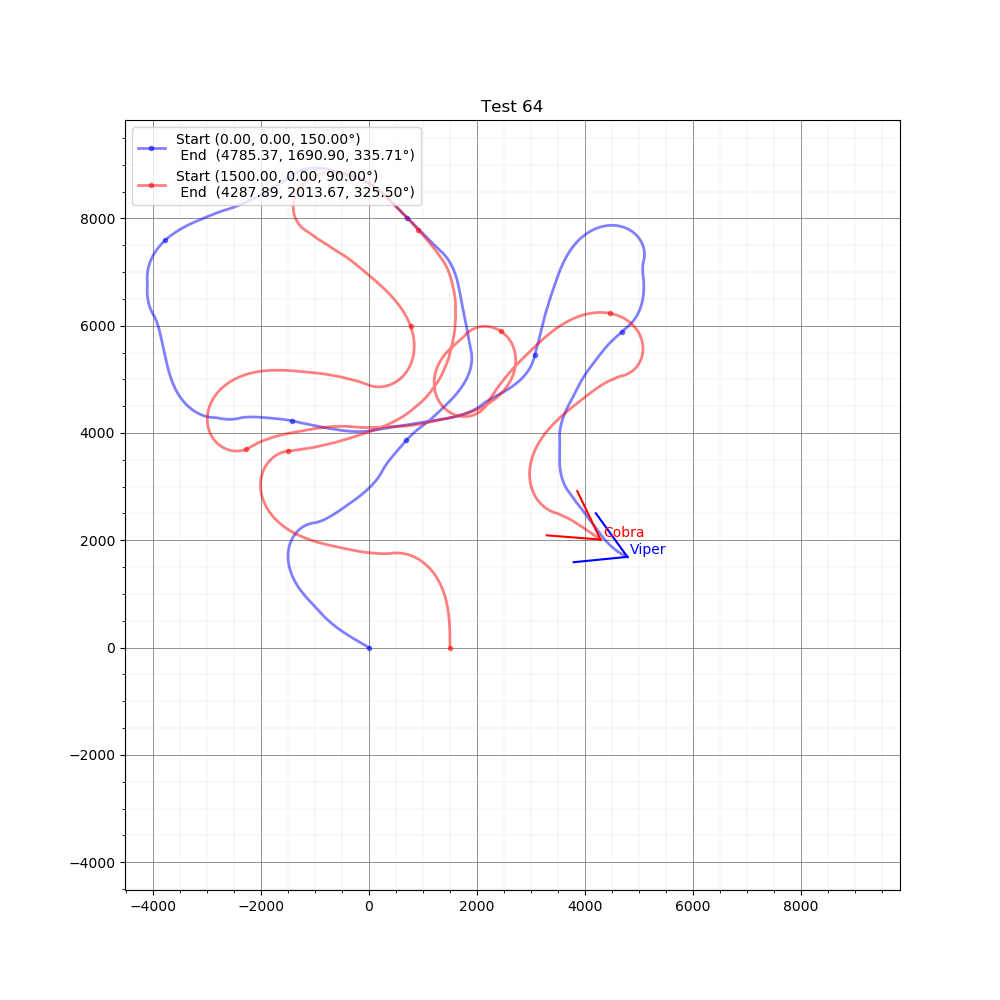 Test 64
Start (0.00, 0.00, 150.00°)
End (4785.37, 1690.90, 335.71°)
Start (1500.00, 0.00, 90.00°)
End (4287.89, 2013.67, 325.50°)
8000
6000
4000
2000
0
−2000
−4000
Cobra
Viper
−4000 −2000 0 2000 4000 6000 8000